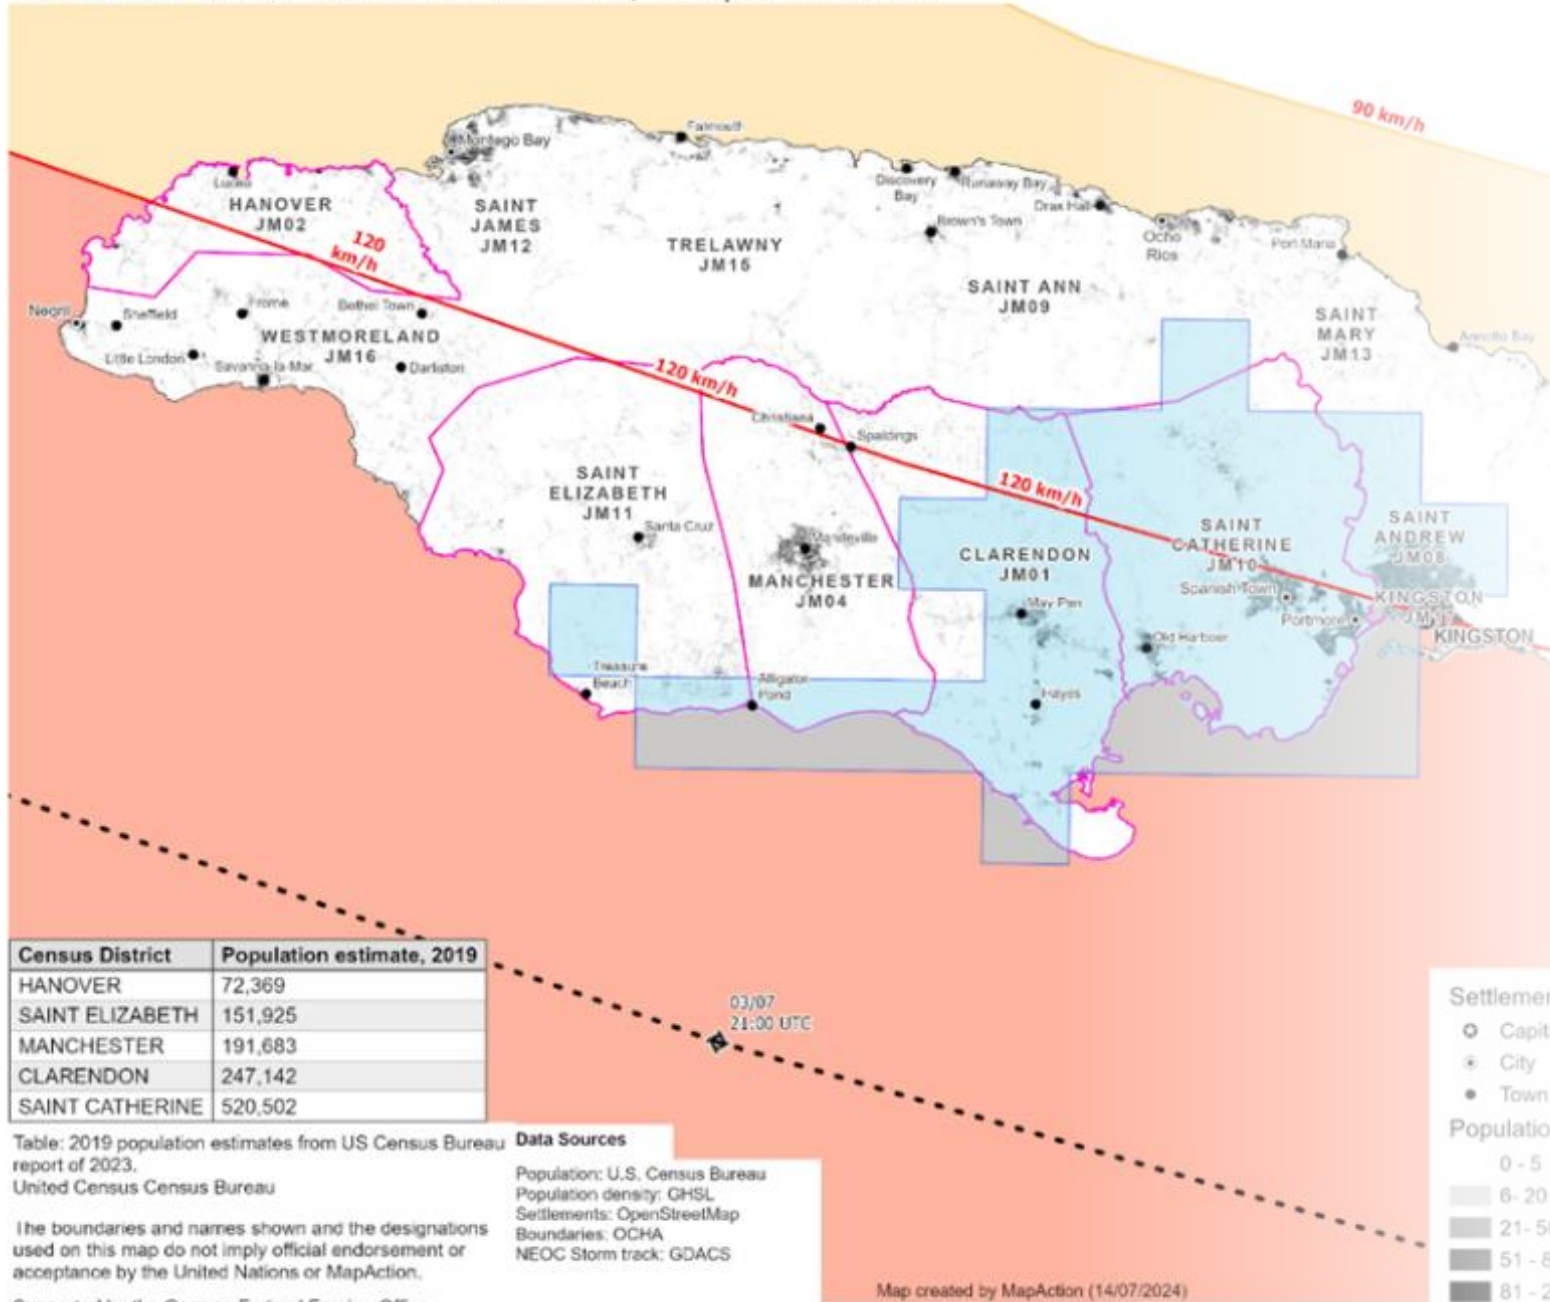 90 km/h
Montego Bay
Falmouth
Lucea
HANOVER
JM02
SAINT
JAMES
JM12
TRELAWNY
JM15
Discovery
Bay
Runaway Bay
Drax Hall
Brown's Town
Ocho
Rios
Port Maria
SAINT ANN
JM09
SAINT
MARY
JM13
Annotto Bay
120
km/h
Negril
Sheffield
Frome
Bethel Town
WESTMORELAND
JM16
Little London
Savanna-la-Mar
Darliston
120 km/h
Christiana
Spaldings
120 km/h
SAINT
ELIZABETH
JM11
Santa Cruz
Mandeville
MANCHESTER
JM04
CLARENDON
JM01
May Pen
SAINT
CATHERINE
JM10
Spanish Town
Portmore
SAINT
ANDREW
JM08
KINGSTON
KINGSTON
Old Harbour
Hayes
Treasure
Beach
Alligator
Pond
03/07
21:00 UTC
Census District Population estimate, 2019
HANOVER 72,369
SAINT ELIZABETH 151,925
MANCHESTER 191,683
CLARENDON 247,142
SAINT CATHERINE 520,502
Table: 2019 population estimates from US Census Bureau
report of 2023.
United Census Census Bureau
The boundaries and names shown and the designations
used on this map do not imply official endorsement or
acceptance by the United Nations or MapAction.
Data Sources
Population: U.S. Census Bureau
Population density: GHSL
Settlements: OpenStreetMap
Boundaries: OCHA
NEOC Storm track: GDACS
Map created by MapAction (14/07/2024)
Settlemen
Capit
City
Town
Populatio
0 - 5
6- 20
21- 5
51 - 8
81 - 2